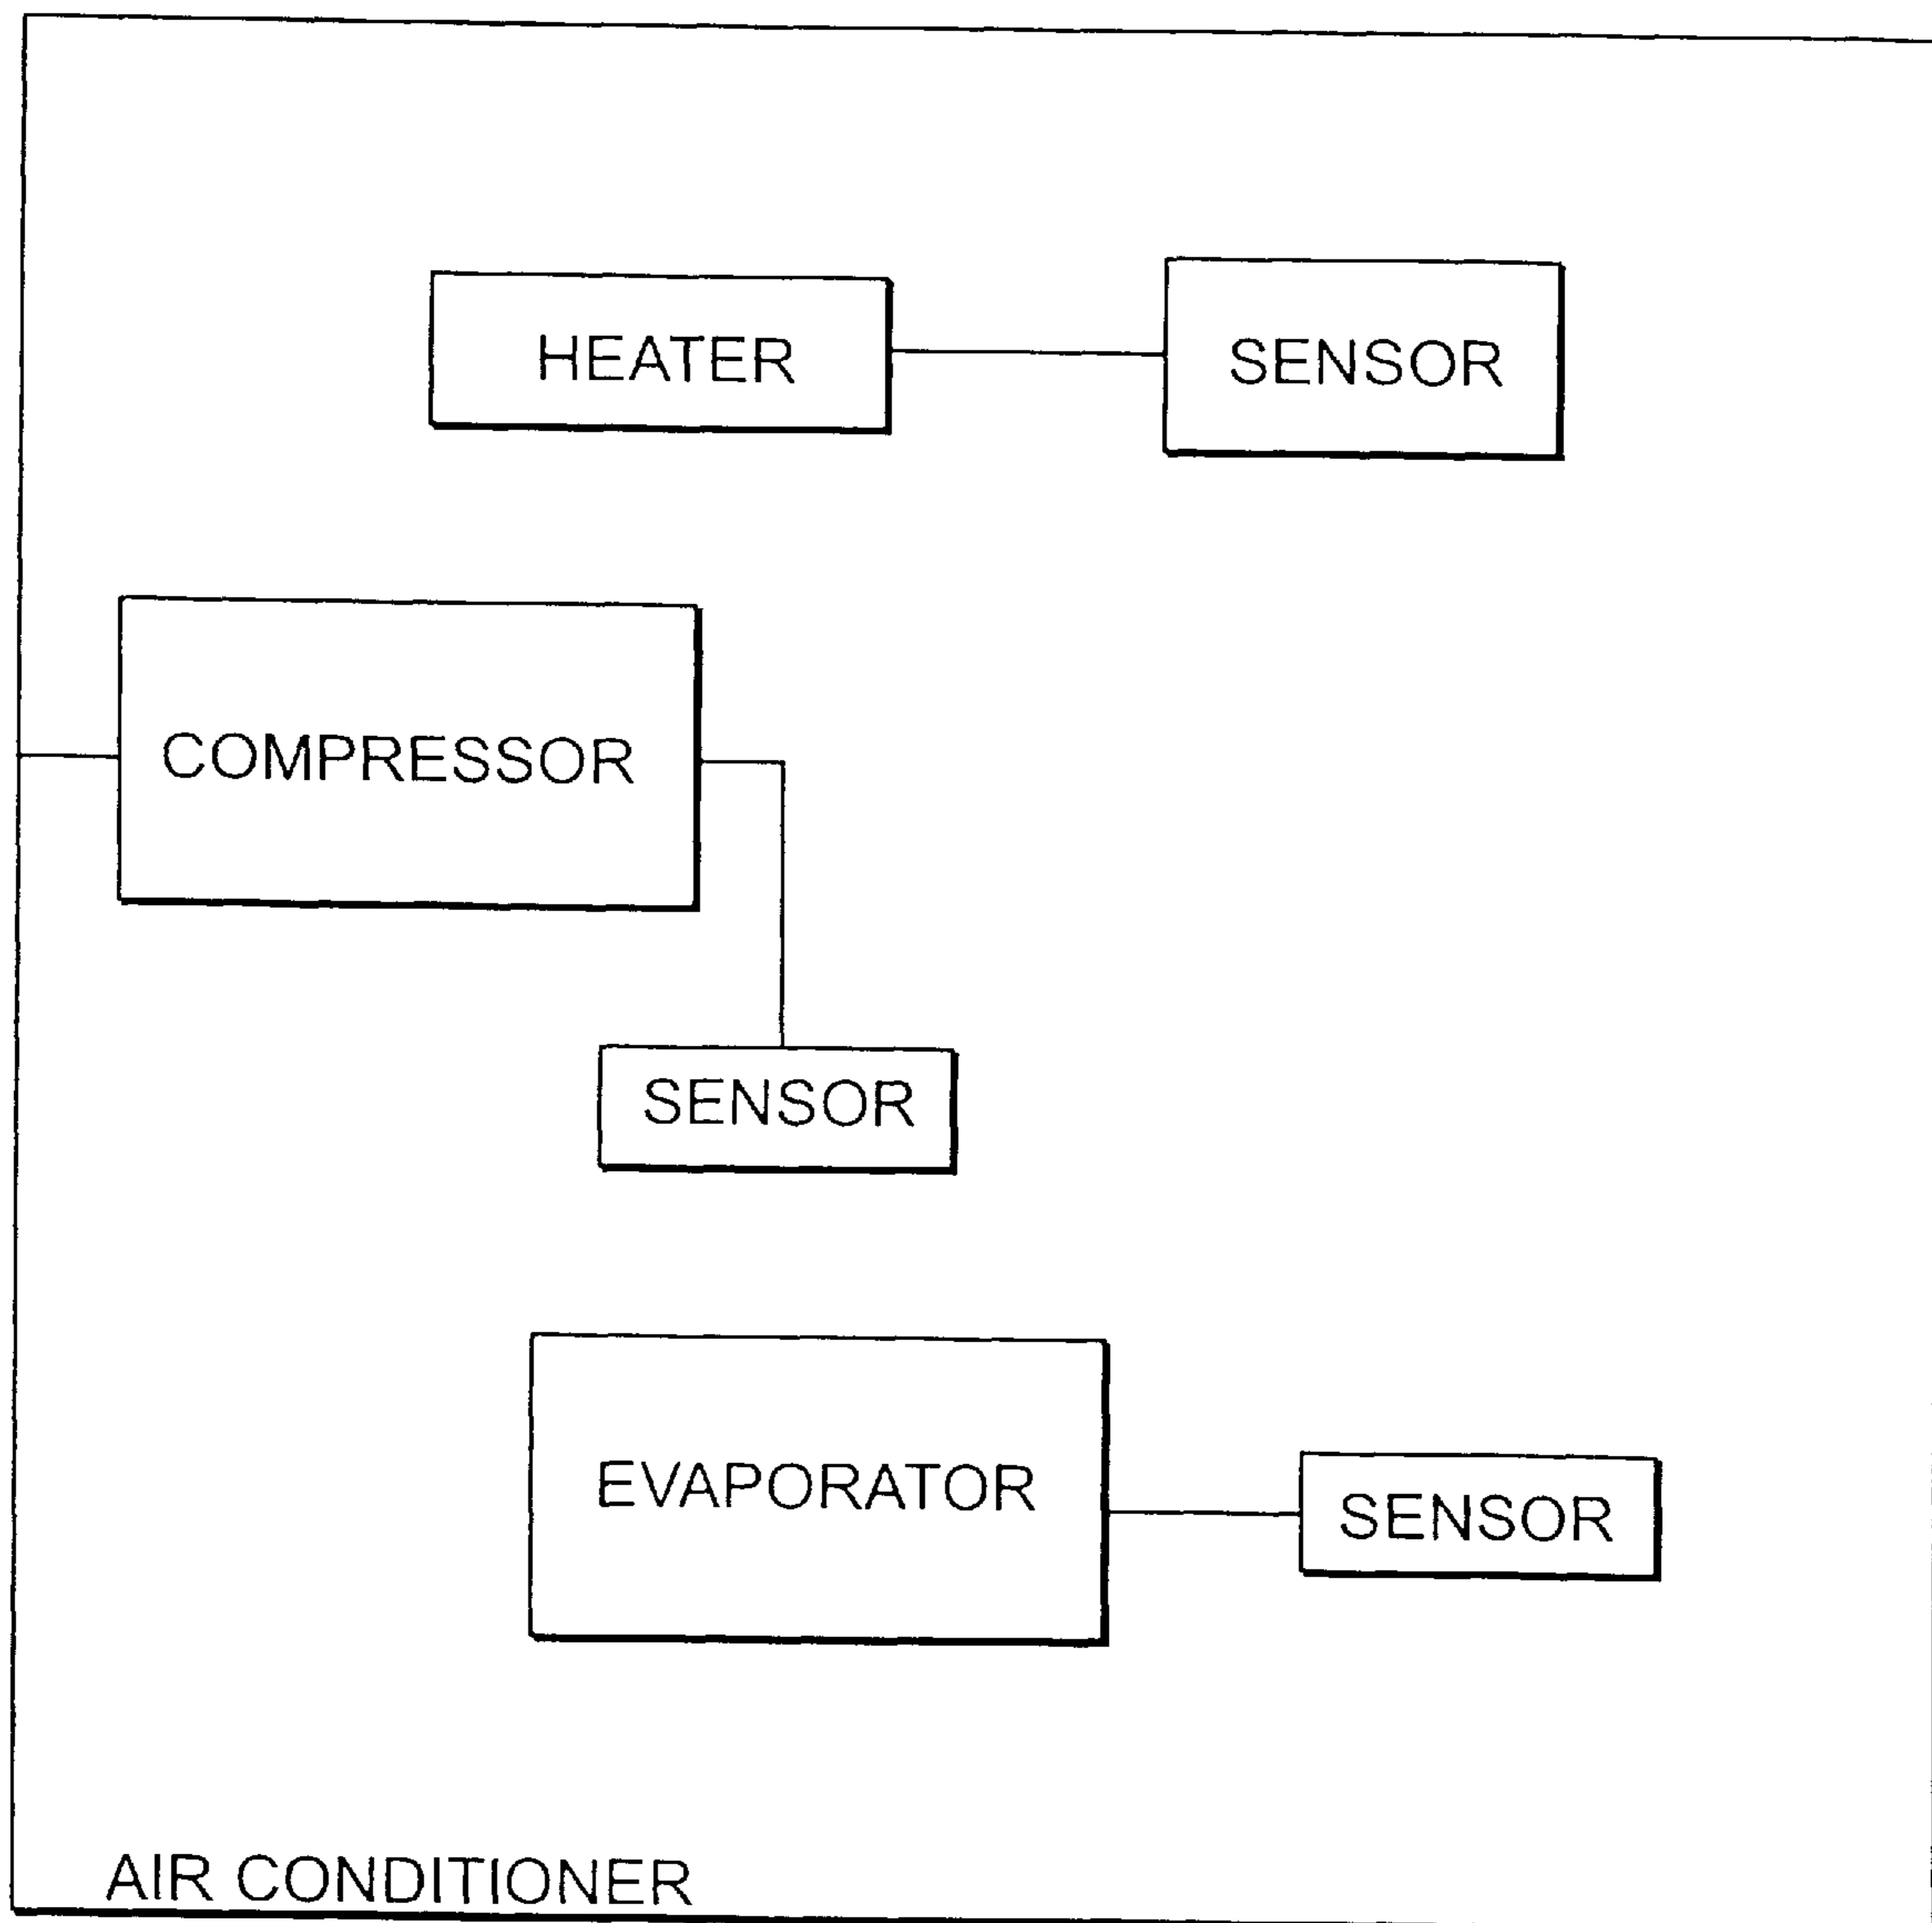 HEATER
SENSOR
COMPRESSOR
SENSOR
EVAPORATOR
SENSOR
AIR CONDITIONER